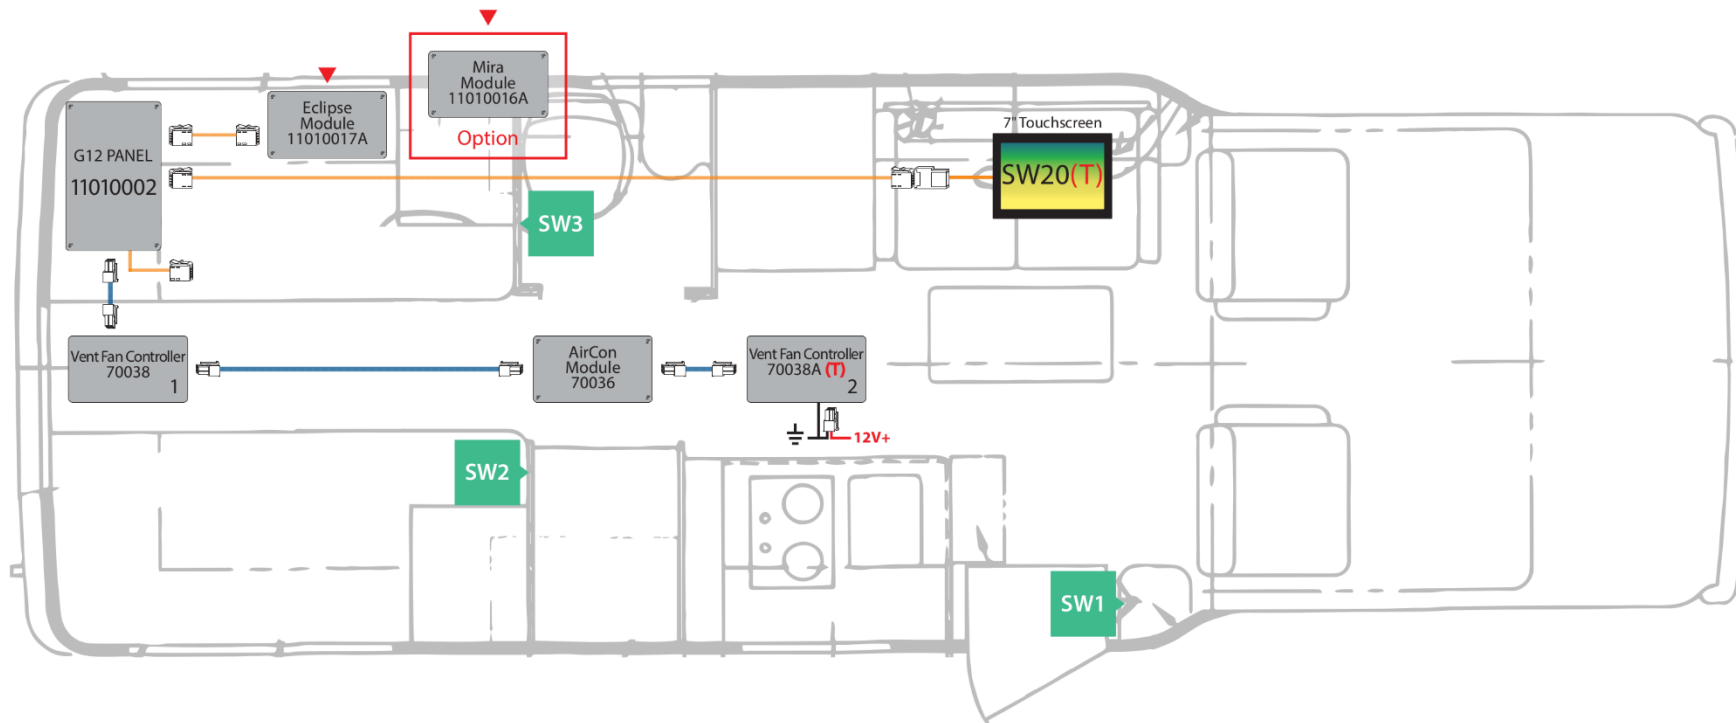 Mira
Module
11010016A
Option
Eclipse
Module
11010017A
G12 PANEL
11010002
7" Touchscreen
SW20(T)
SW3
Vent Fan Controller
70038
1
AirCon
Module
70036
Vent Fan Controller
70038A (T)
2
12V+
SW2
SW1